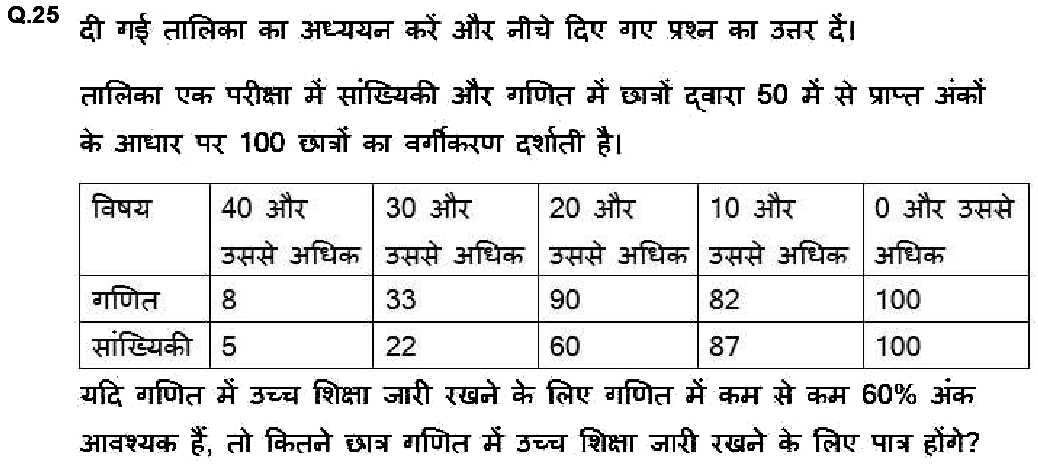 Q.25 दी गई तालिका का अध्ययन करें और नीचे दिए गए प्रश्न का उत्तर दें।
तालिका एक परीक्षा में सांख्यिकी और गणित में छात्रों द्वारा 50 में से प्राप्त अंकों
के आधार पर 100 छात्रों का वर्गीकरण दर्शाती है।
विषय 40 और उससे अधिक 30 और उससे अधिक 20 और उससे अधिक 10 और उससे अधिक 0 और उससे अधिक
गणित 8 33 90 82 100
सांख्यिकी 5 22 60 87 100
यदि गणित में उच्च शिक्षा जारी रखने के लिए गणित में कम से कम 60% अंक
आवश्यक हैं, तो कितने छात्र गणित में उच्च शिक्षा जारी रखने के लिए पात्र होंगे?